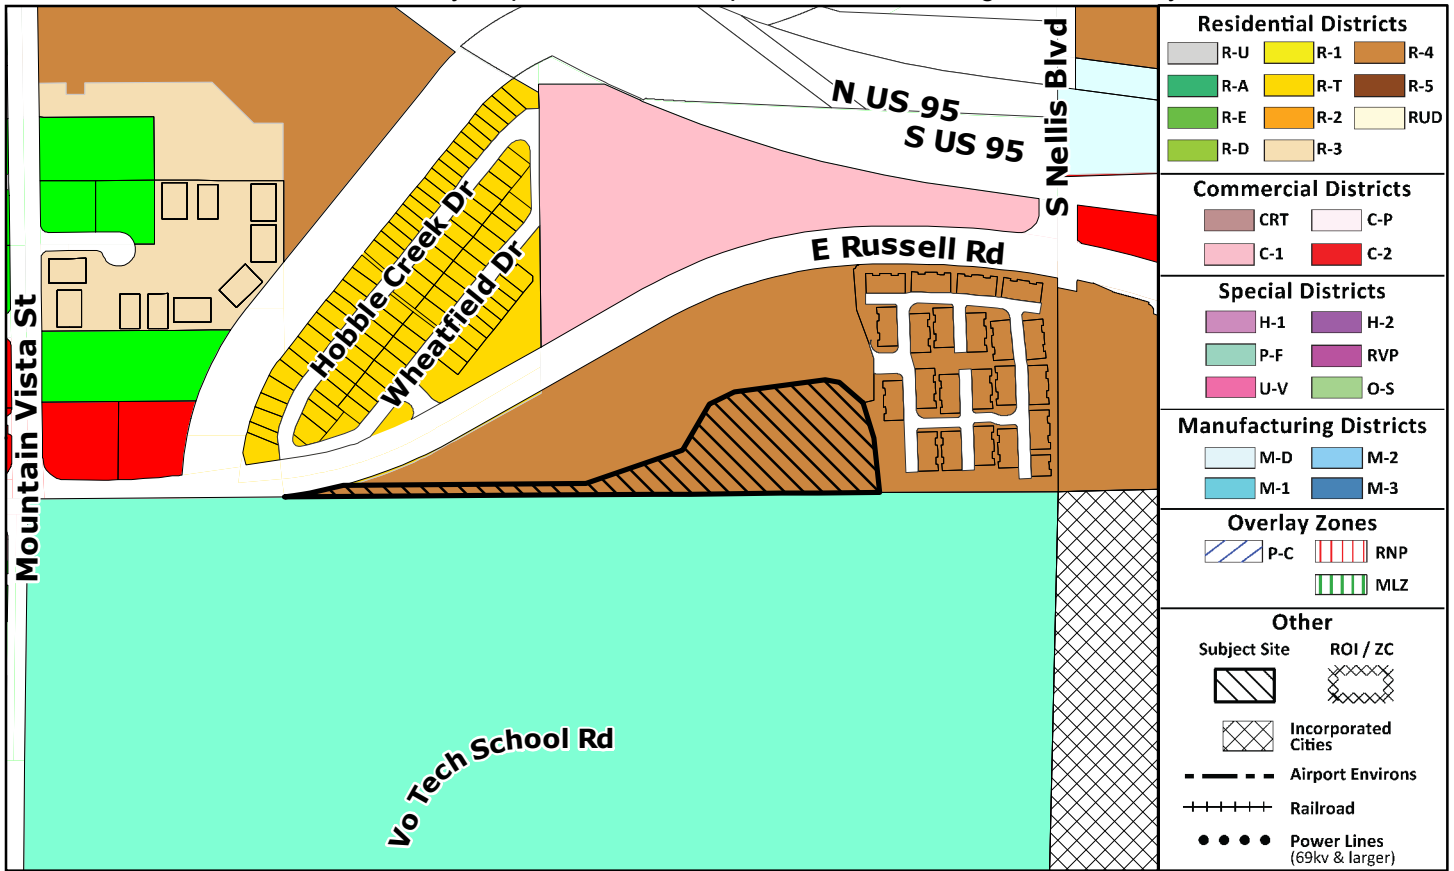 N US 95
S US 95
S Nellis Blvd
E Russell Rd
Hobble Creek Dr
Wheatfield Dr
Mountain Vista St
Vo Tech School Rd
Residential Districts
R-U R-1 R-4
R-A R-T R-5
R-E R-2 RUD
R-D R-3
Commercial Districts
CRT C-P
C-1 C-2
Special Districts
H-1 H-2
P-F RVP
U-V O-S
Manufacturing Districts
M-D M-2
M-1 M-3
Overlay Zones
P-C RNP
MLZ
Other
Subject Site ROI / ZC
Incorporated
Cities
Airport Environs
Railroad
Power Lines
(69kv & larger)